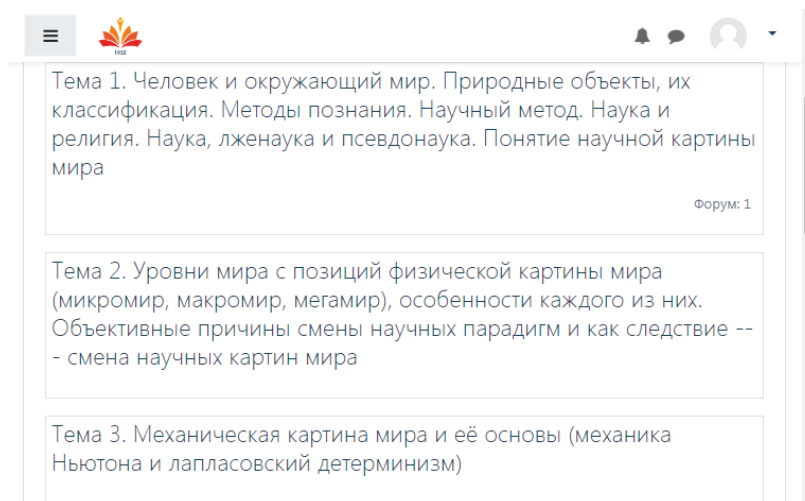 1932
Тема 1. Человек и окружающий мир. Природные объекты, их
классификация. Методы познания. Научный метод. Наука и
религия. Наука, лженаука и псевдонаука. Понятие научной картины
мира
Форум: 1
Тема 2. Уровни мира с позиций физической картины мира
(микромир, макромир, мегамир), особенности каждого из них.
Объективные причины смены научных парадигм и как следствие --
- смена научных картин мира
Тема 3. Механическая картина мира и её основы (механика
Ньютона и лапласовский детерминизм)